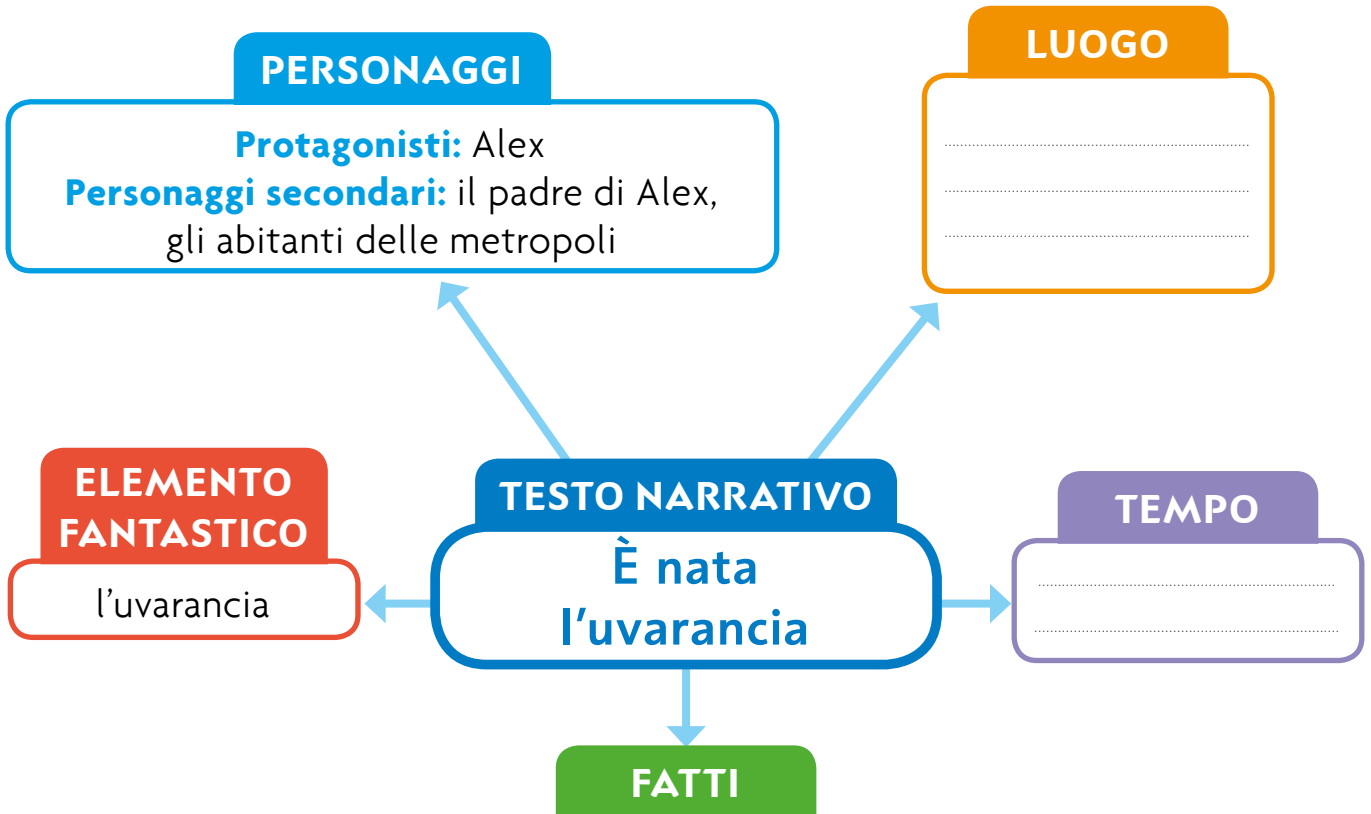 PERSONAGGI
Protagonisti: Alex
Personaggi secondari: il padre di Alex,
gli abitanti delle metropoli
LUOGO
ELEMENTO
FANTASTICO
l'uvarancia
TESTO NARRATIVO
È nata
l'uvarancia
TEMPO
FATTI